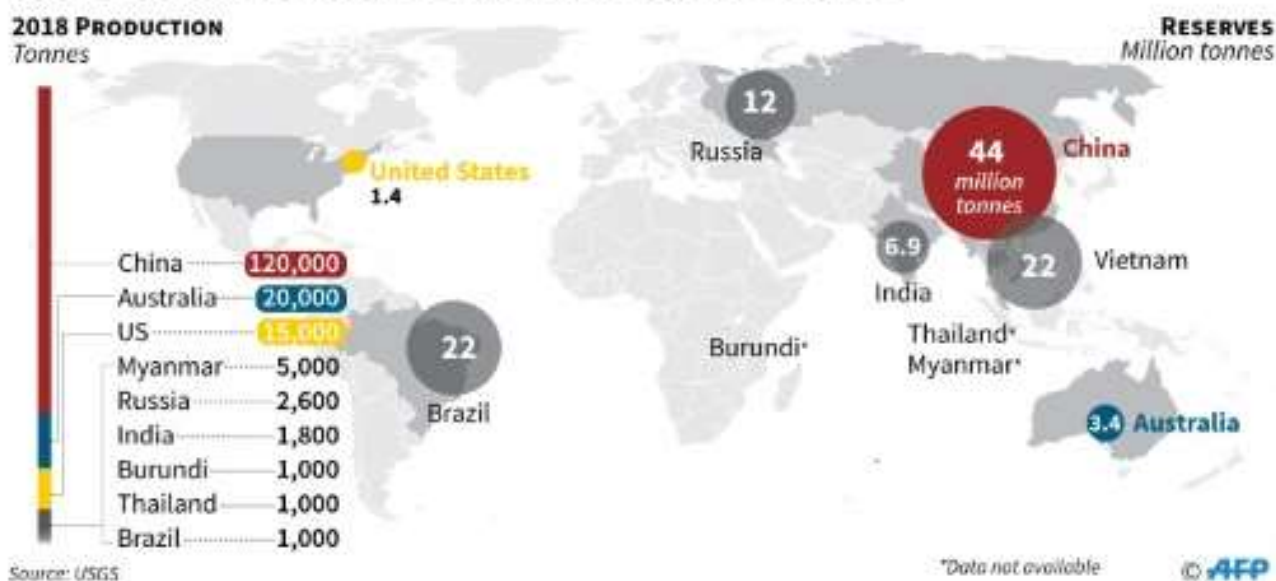 2018 PRODUCTION
Tonnes
RESERVES
Million tonnes
12
Russia
44
million
tonnes
China
United States
1.4
6.9
India
22
Vietnam
China 120,000
Australia 20,000
US 15,000
Myanmar 5,000
Russia 2,600
India 1,800
Burundi 1,000
Thailand 1,000
Brazil 1,000
22
Brazil
Burundi*
Thailand*
Myanmar*
3.4 Australia
Source: USGS
*Data not available
© AFP